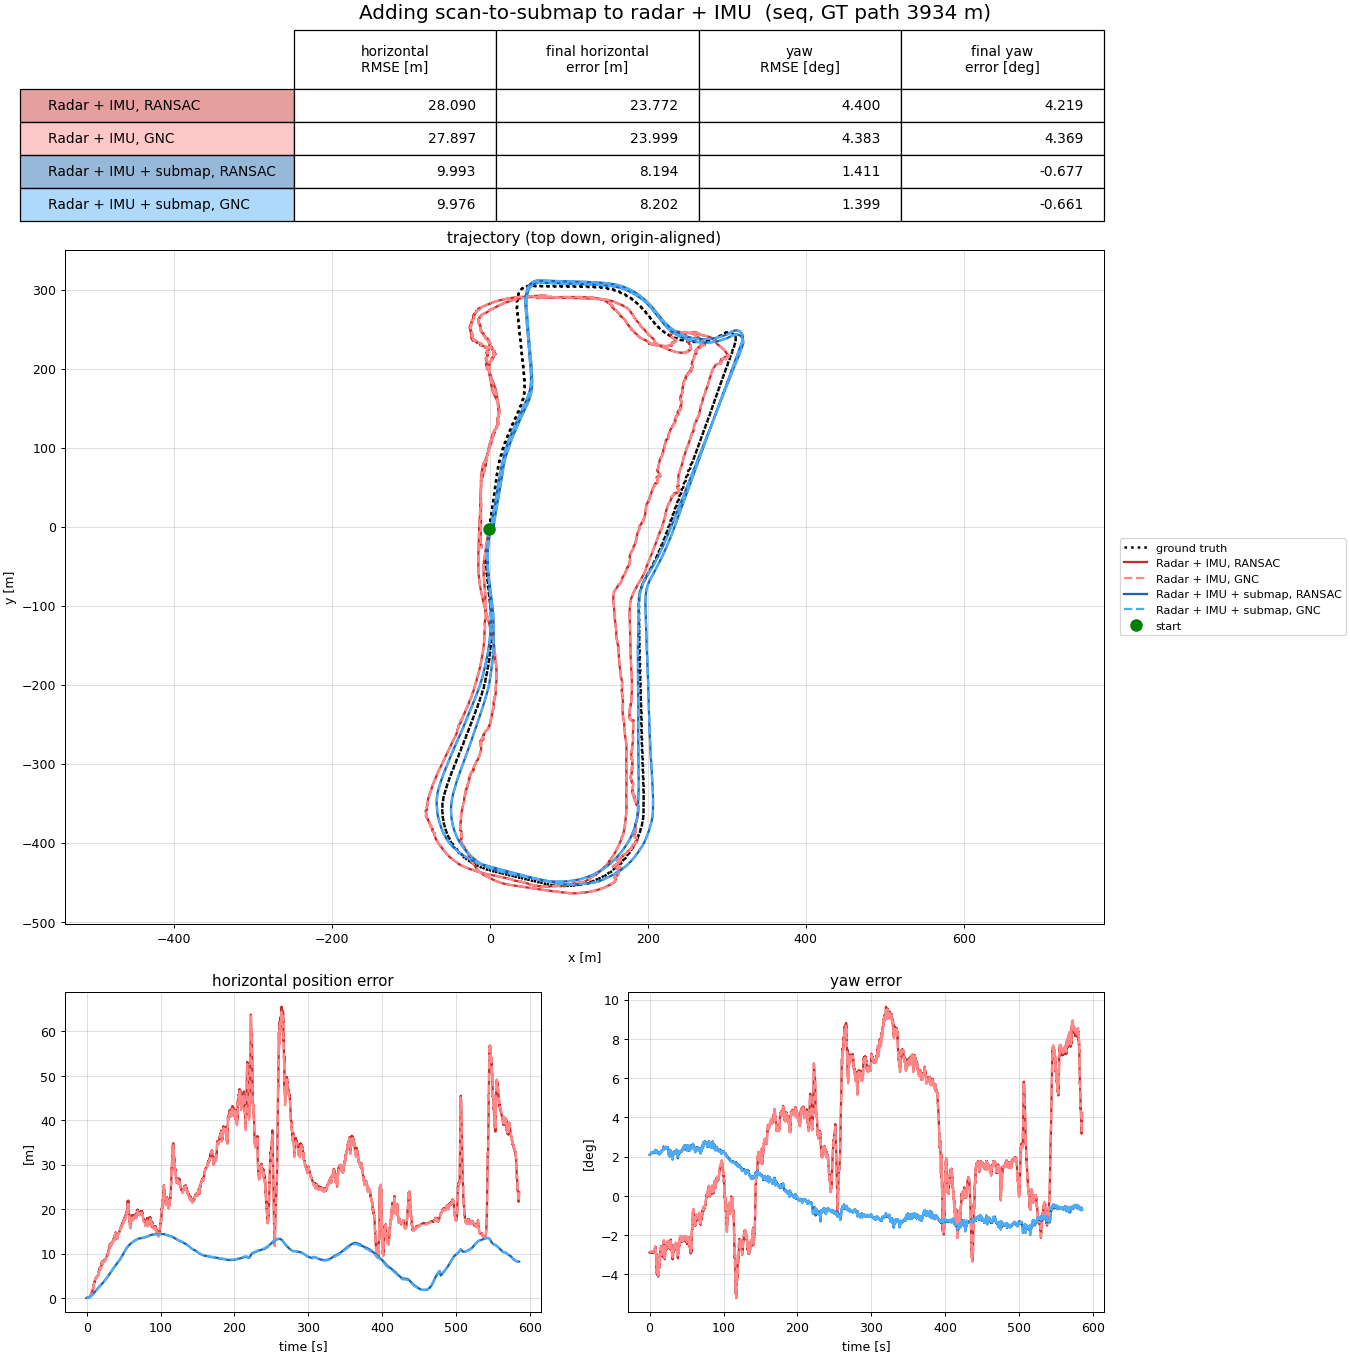 Adding scan-to-submap to radar + IMU  (seq, GT path 3934 m)
horizontal RMSE [m] final horizontal error [m] yaw RMSE [deg] final yaw error [deg]
Radar + IMU, RANSAC 28.090 23.772 4.400 4.219
Radar + IMU, GNC 27.897 23.999 4.383 4.369
Radar + IMU + submap, RANSAC 9.993 8.194 1.411 -0.677
Radar + IMU + submap, GNC 9.976 8.202 1.399 -0.661
trajectory (top down, origin-aligned)
300
200
100
0
−100
−200
−300
−400
−500
y [m]
−400 −200 0 200 400 600
x [m]
ground truth
Radar + IMU, RANSAC
Radar + IMU, GNC
Radar + IMU + submap, RANSAC
Radar + IMU + submap, GNC
start
horizontal position error
60
50
40
30
20
10
0
[m]
0 100 200 300 400 500 600
time [s]
yaw error
10
8
6
4
2
0
−2
−4
[deg]
0 100 200 300 400 500 600
time [s]